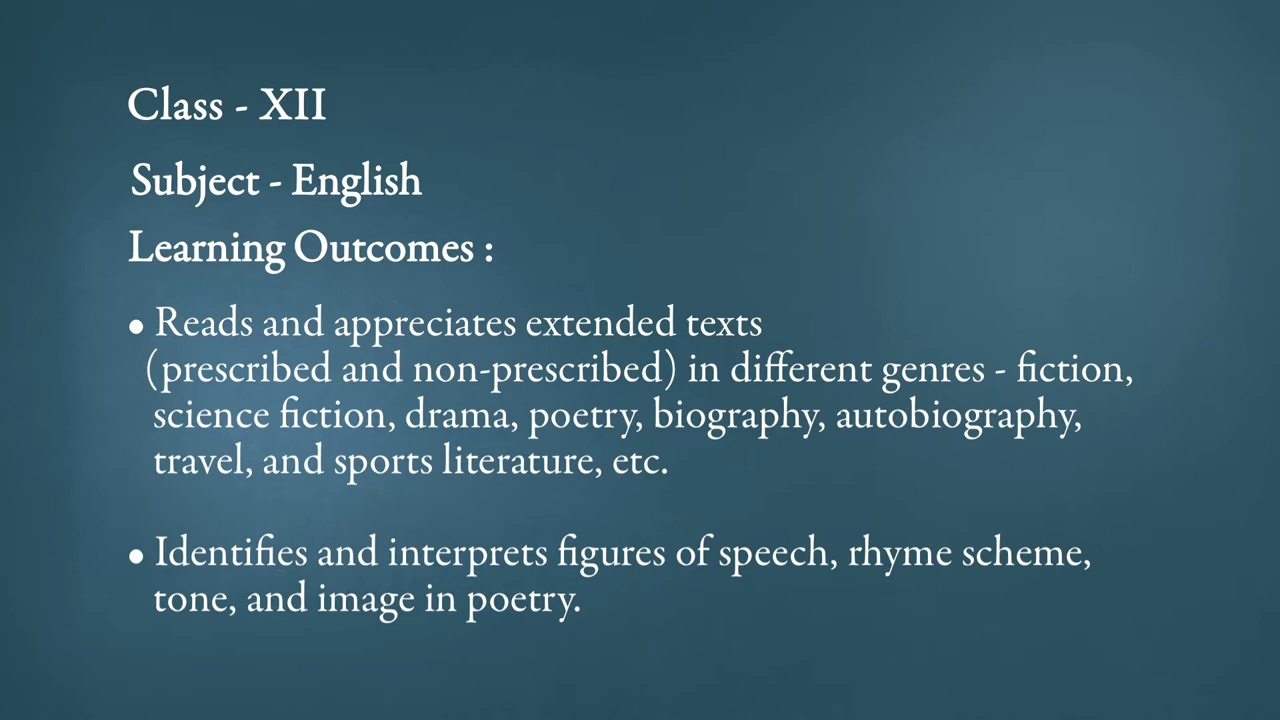 Class - XII
Subject - English
Learning Outcomes :
• Reads and appreciates extended texts
(prescribed and non-prescribed) in different genres - fiction,
science fiction, drama, poetry, biography, autobiography,
travel, and sports literature, etc.
• Identifies and interprets figures of speech, rhyme scheme,
tone, and image in poetry.